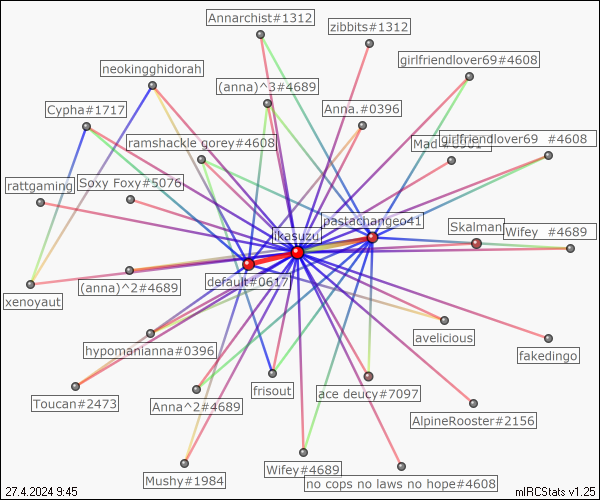 Annarchist#1312
zibbits#1312
girlfriendlover69#4608
neokingghidorah
(anna)^3#4689
Cypha#1717
Anna.#0396
ramshackle gorey#4608
Mad
girlfriendlover69 #4608
rattgaming
Soxy Foxy#5076
pastachangeo41
Skalman
Wifey #4689
ikasuzu
default#0617
(anna)^2#4689
xenoyaut
avelicious
hypomanianna#0396
fakedingo
frisout
ace deucy#7097
Toucan#2473
Anna^2#4689
AlpineRooster#2156
Wifey#4689
Mushy#1984
no cops no laws no hope#4608
27.4.2024 9:45
mIRCStats v1.25